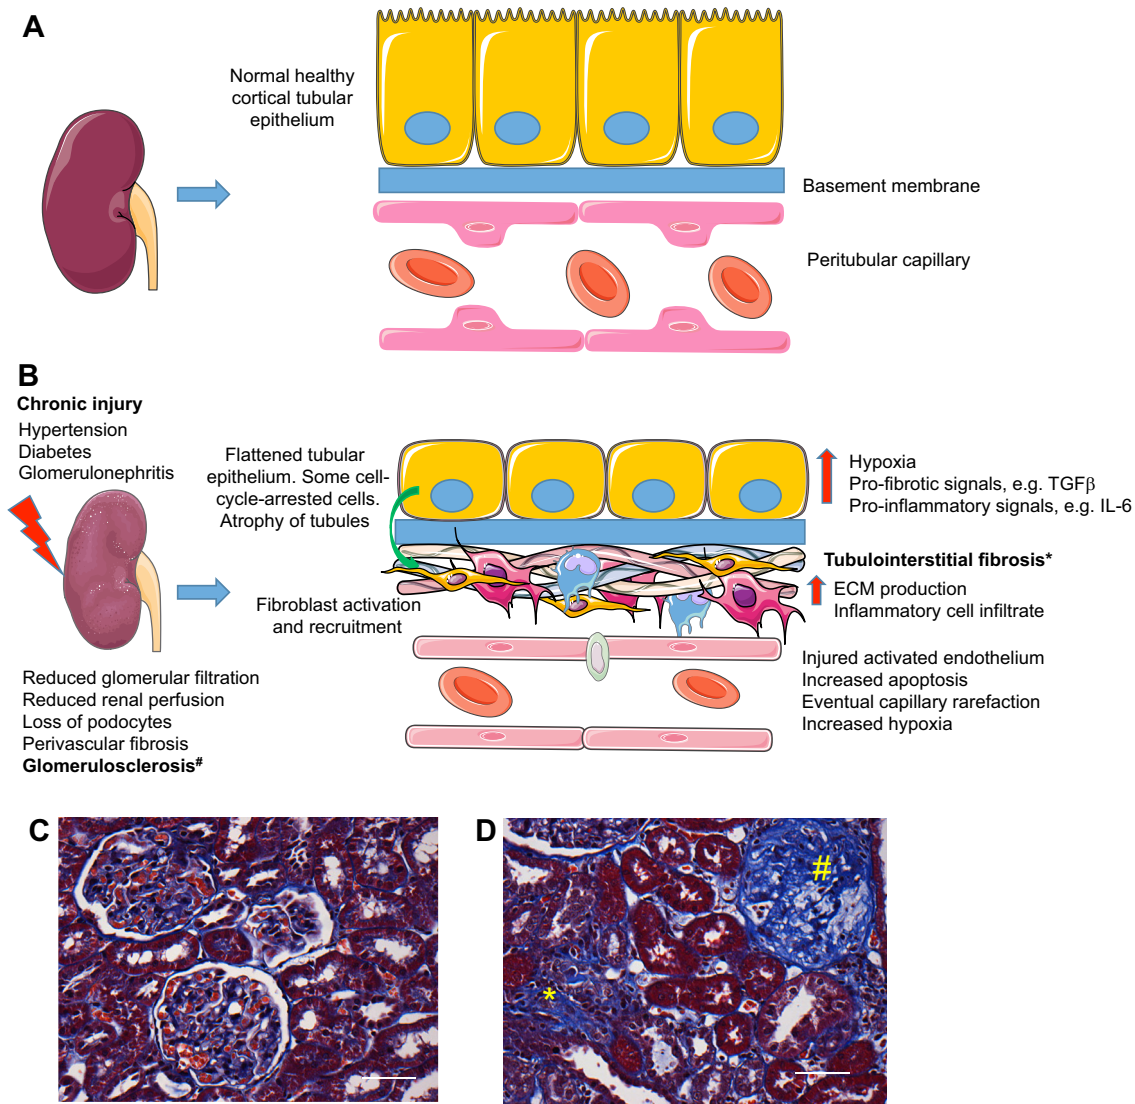 A
Normal healthy
cortical tubular
epithelium
Basement membrane
Peritubular capillary
B
Chronic injury
Hypertension
Diabetes
Glomerulonephritis
Flattened tubular
epithelium. Some cell-
cycle-arrested cells.
Atrophy of tubules
Hypoxia
Pro-fibrotic signals, e.g. TGFβ
Pro-inflammatory signals, e.g. IL-6
Tubulointerstitial fibrosis*
ECM production
Inflammatory cell infiltrate
Fibroblast activation
and recruitment
Reduced glomerular filtration
Reduced renal perfusion
Loss of podocytes
Perivascular fibrosis
Glomerulosclerosis#
Injured activated endothelium
Increased apoptosis
Eventual capillary rarefaction
Increased hypoxia
C
D
#
*